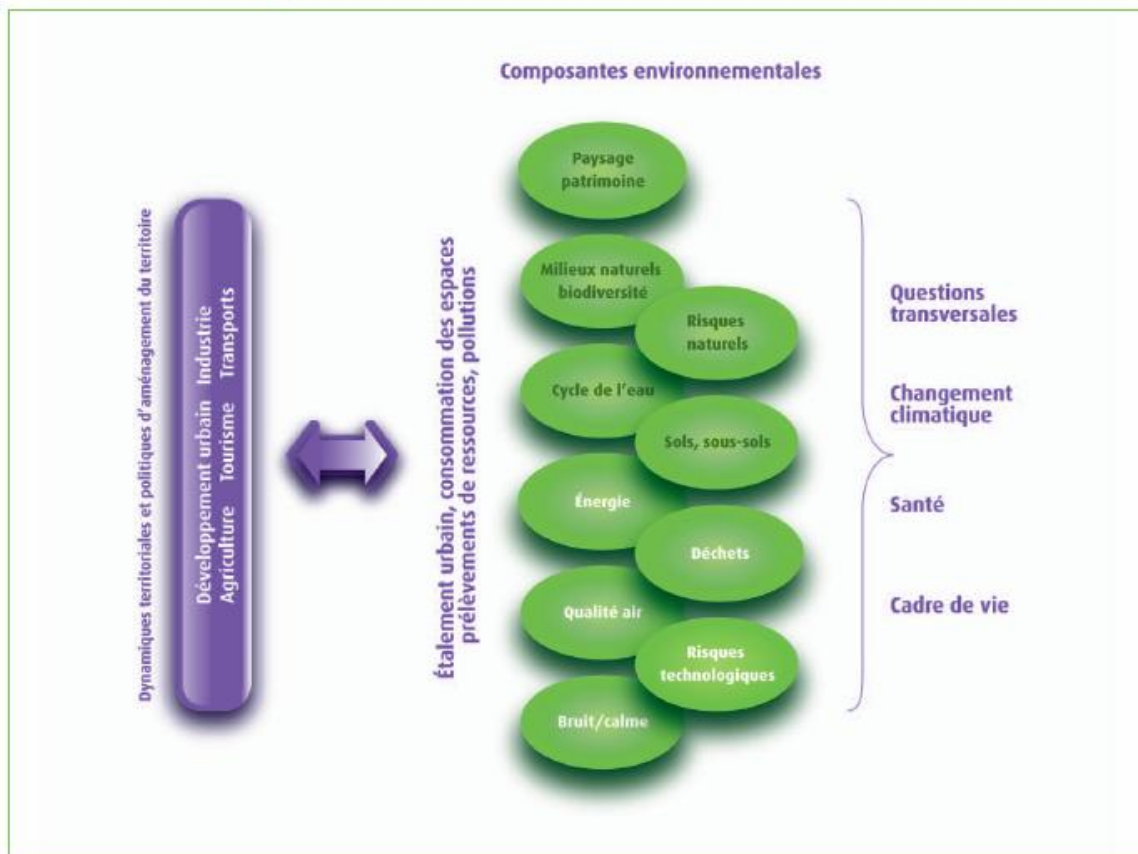 Composantes environnementales
Dynamiques territoriales et politiques d'aménagement du territoire
Développement urbain Industrie
Agriculture Tourisme Transports
Étalement urbain, consommation des espaces
prélèvements de ressources, pollutions
Paysage
patrimoine
Milieux naturels
biodiversité
Risques
naturels
Cycle de l'eau
Sols, sous-sols
Énergie
Déchets
Qualité air
Risques
technologiques
Bruit/calme
Questions
transversales
Changement
climatique
Santé
Cadre de vie